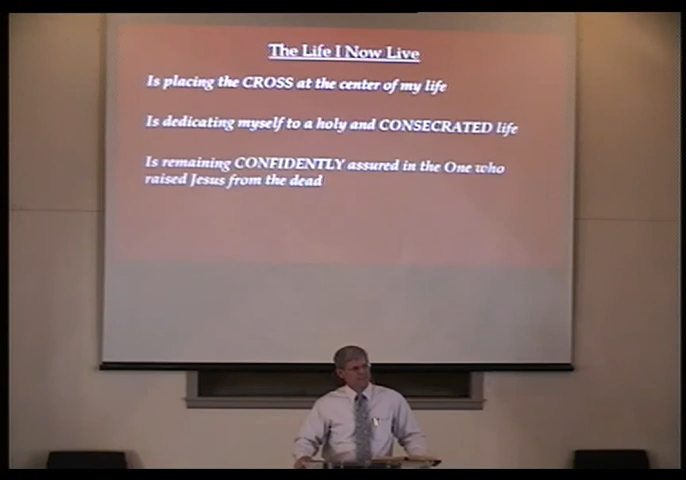 The Life I Now Live
Is placing the CROSS at the center of my life
Is dedicating myself to a holy and CONSECRATED life
Is remaining CONFIDENTLY assured in the One who
raised Jesus from the dead